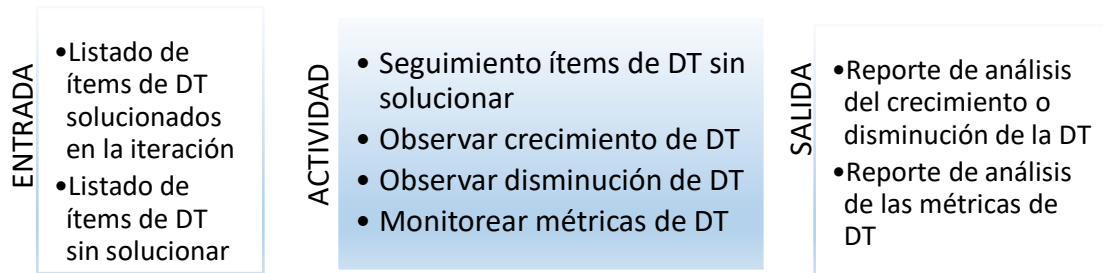 ENTRADA
•Listado de
ítems de DT
solucionados
en la iteración
•Listado de
ítems de DT
sin solucionar
ACTIVIDAD
• Seguimiento ítems de DT sin
solucionar
• Observar crecimiento de DT
• Observar disminución de DT
• Monitorear métricas de DT
SALIDA
•Reporte de análisis
del crecimiento o
disminución de la DT
•Reporte de análisis
de las métricas de
DT